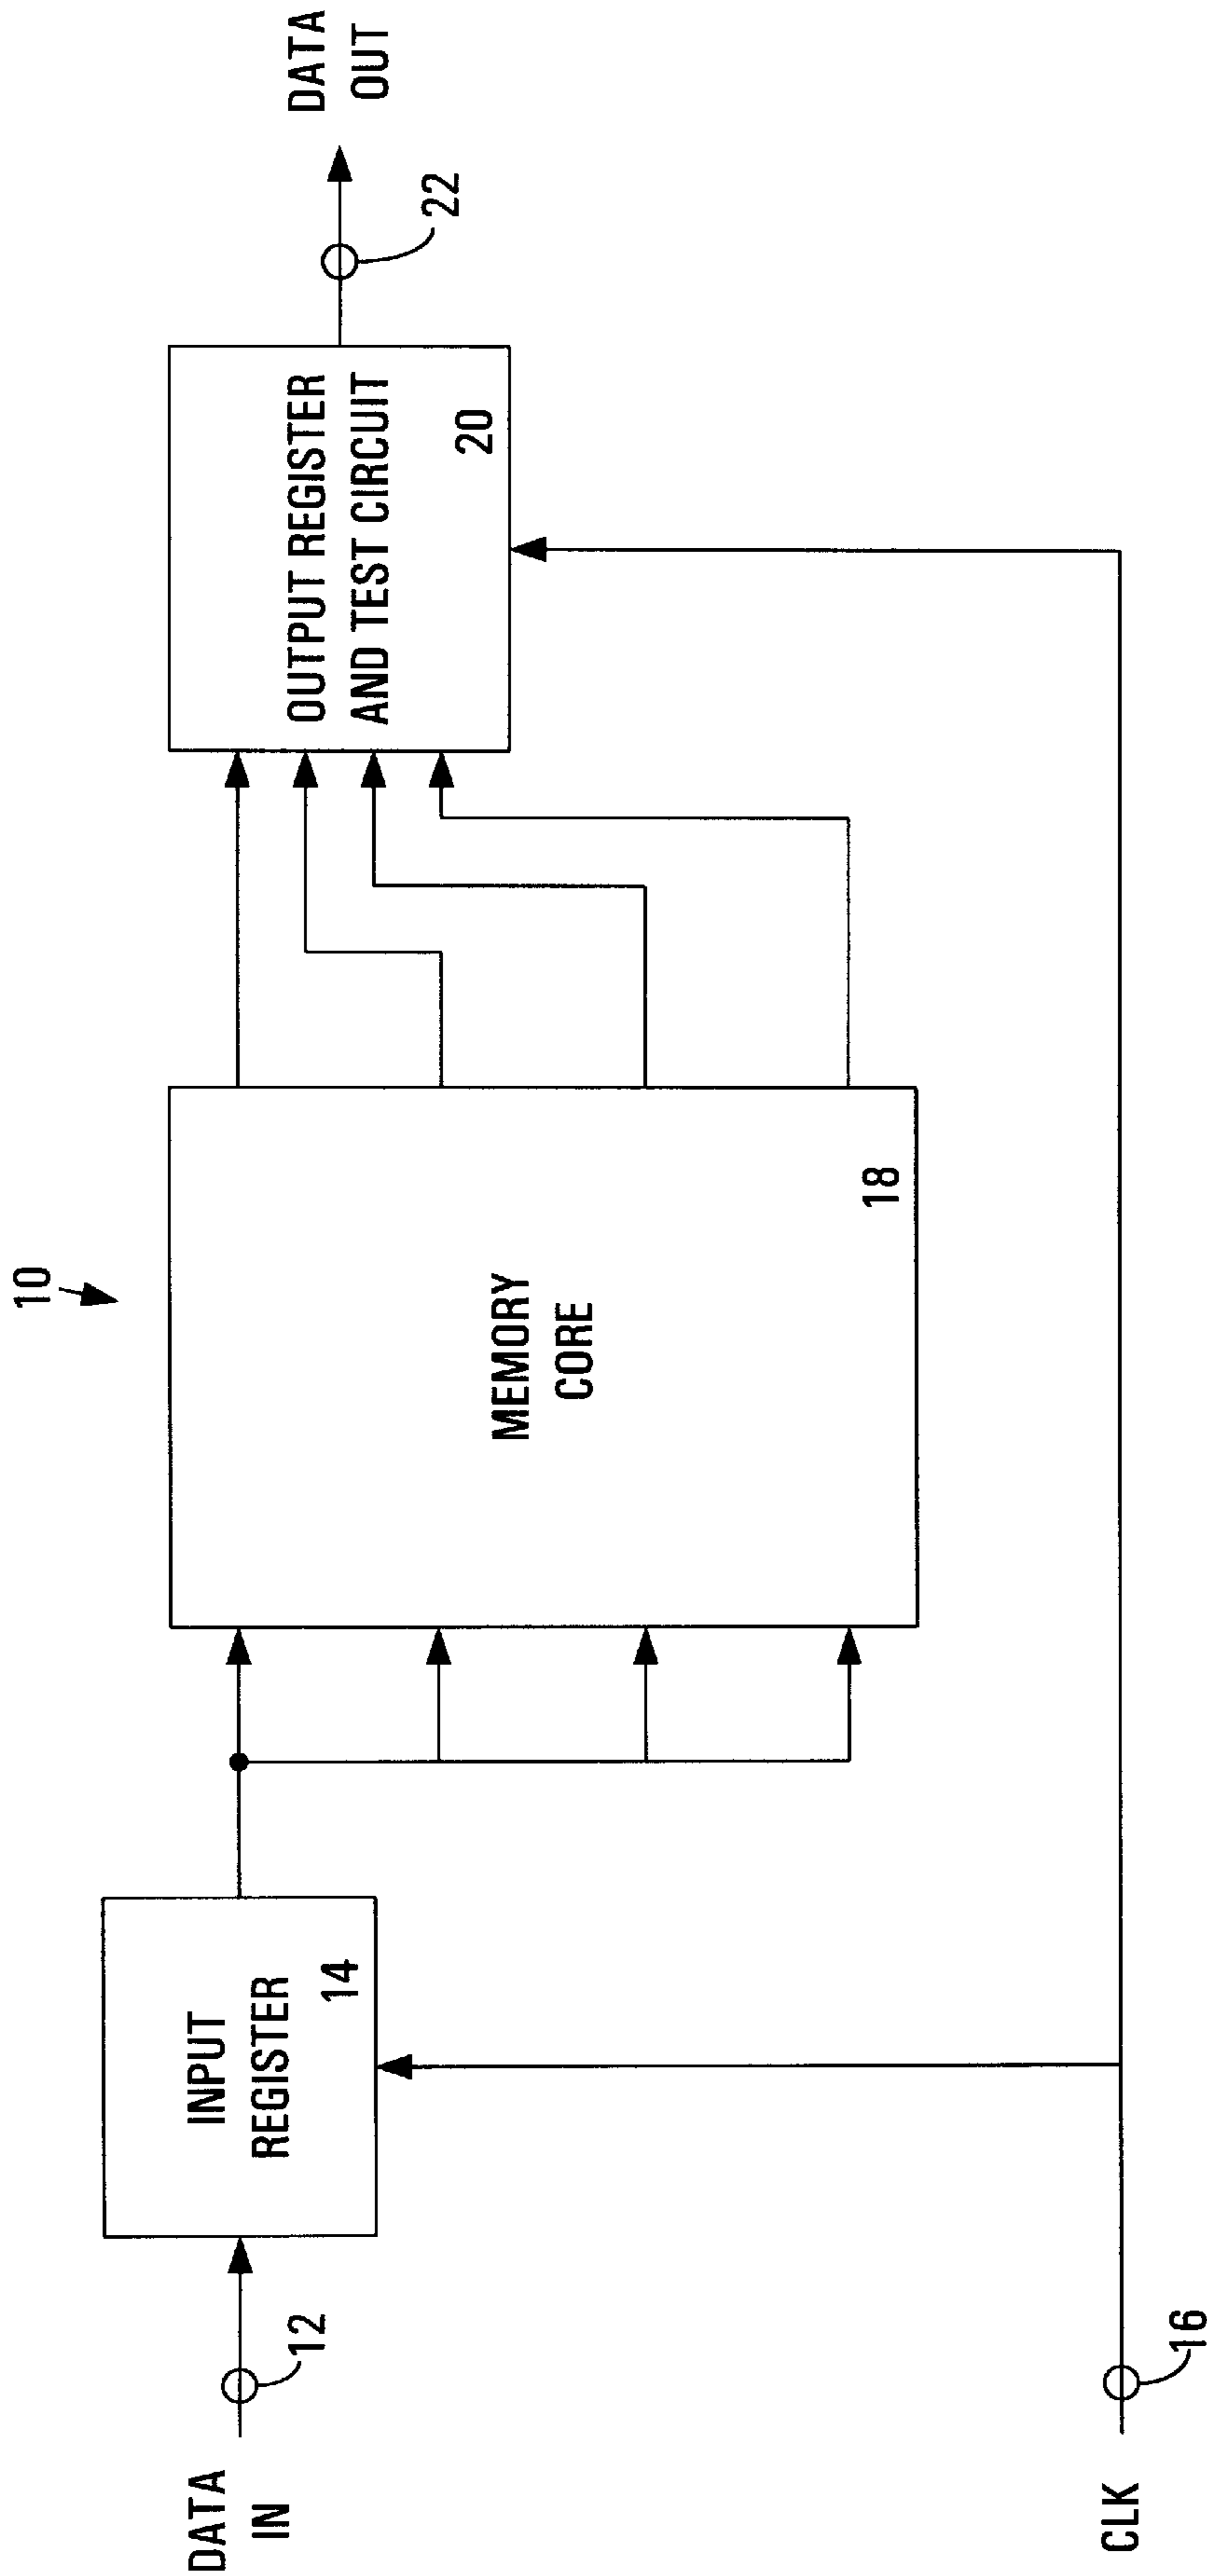 10
DATA
IN
12
INPUT
REGISTER
14
MEMORY
CORE
18
OUTPUT REGISTER
AND TEST CIRCUIT
20
DATA
OUT
22
CLK
16